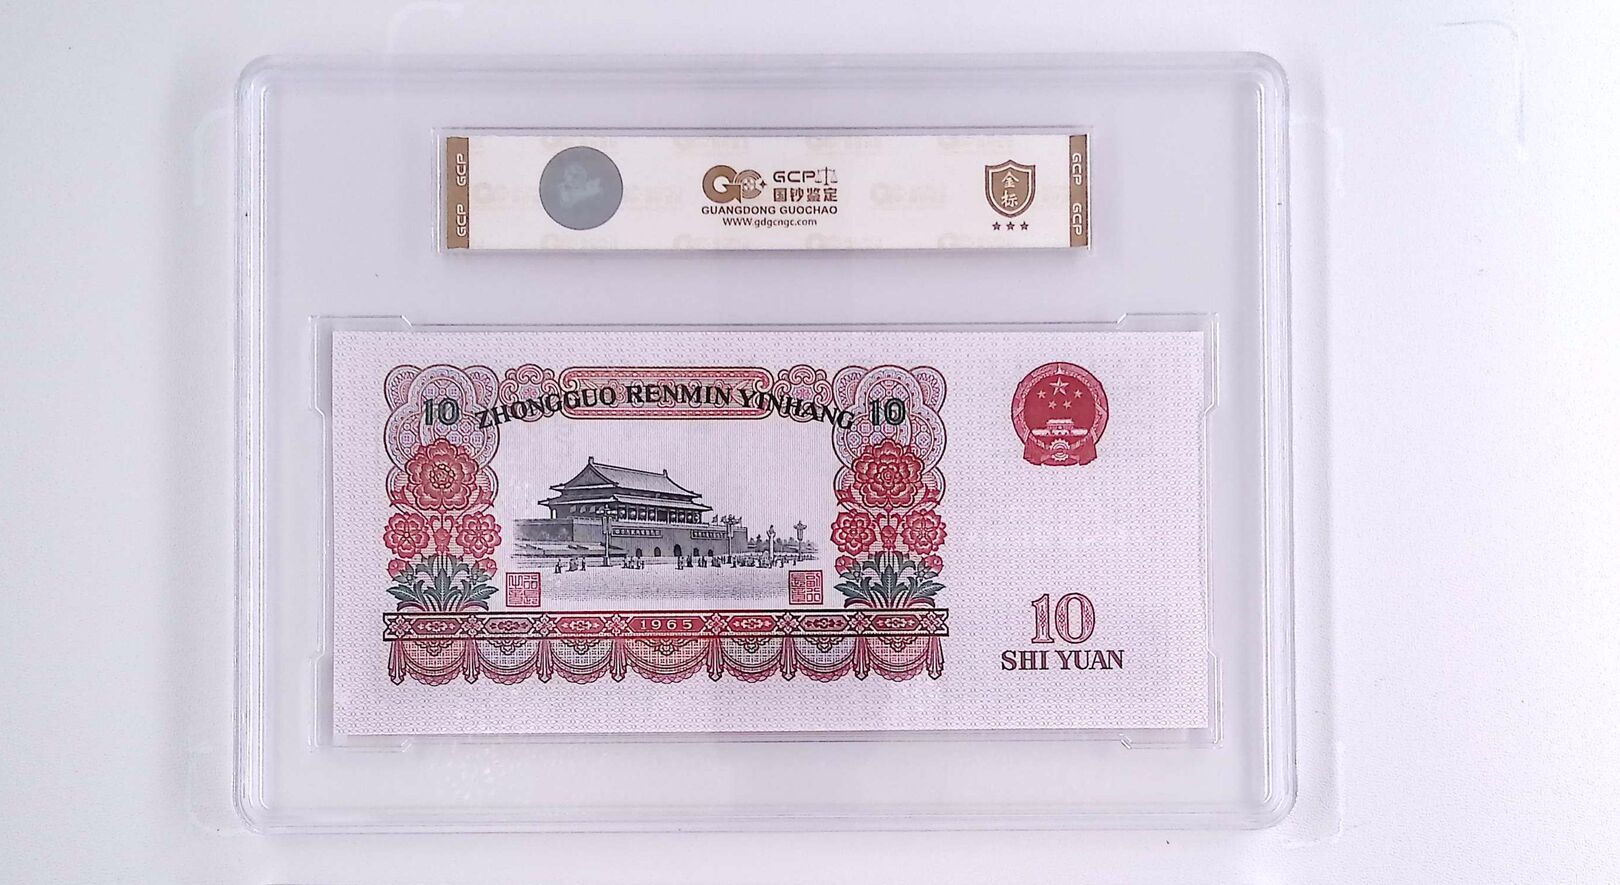 GCP
GCP
GCP
国钞鉴定
GUANGDONG GUOCHAO
WWW.gdgcngc.com
金
标
GCP
GCP
10 ZHONGGUO RENMIN YINHANG 10
1965
10
SHI YUAN